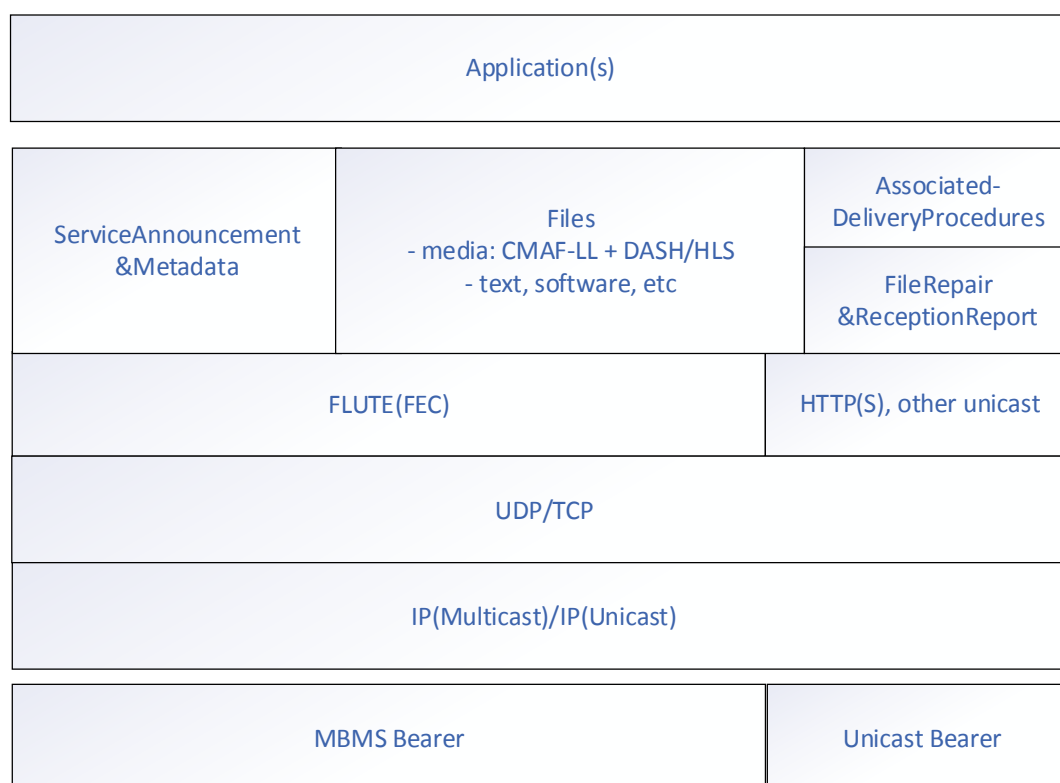 Application(s)
ServiceAnnouncement
&Metadata
Files
- media: CMAF-LL + DASH/HLS
- text, software, etc
Associated-
DeliveryProcedures
FileRepair
&ReceptionReport
FLUTE(FEC)
HTTP(S), other unicast
UDP/TCP
IP(Multicast)/IP(Unicast)
MBMS Bearer
Unicast Bearer